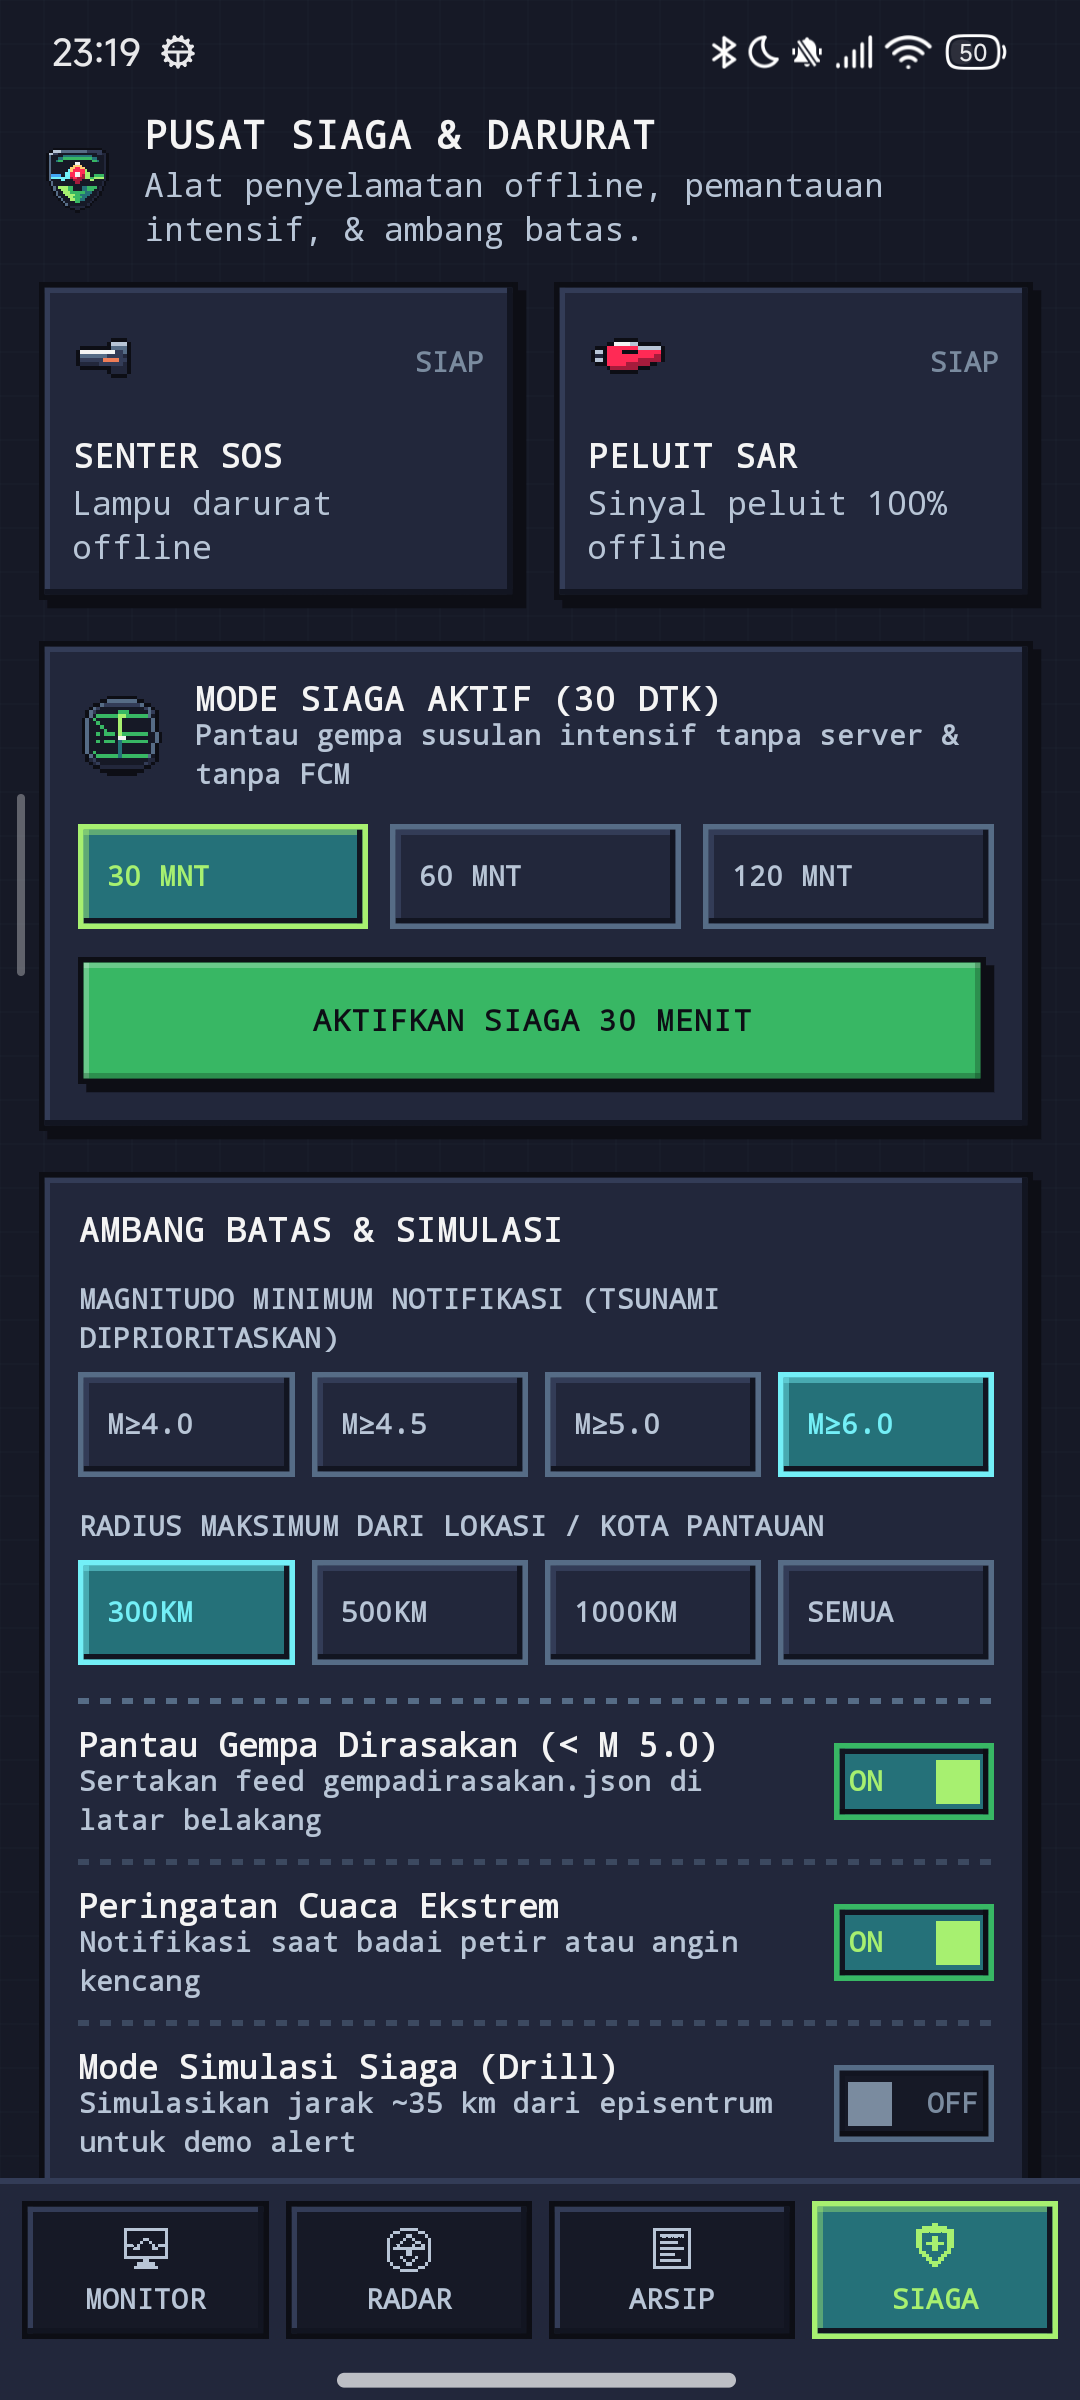 23:19
50
PUSAT SIAGA & DARURAT
Alat penyelamatan offline, pemantauan
intensif, & ambang batas.
SIAP
SENTER SOS
Lampu darurat
offline
SIAP
PELUIT SAR
Sinyal peluit 100%
offline
MODE SIAGA AKTIF (30 DTK)
Pantau gempa susulan intensif tanpa server &
tanpa FCM
30 MNT
60 MNT
120 MNT
AKTIFKAN SIAGA 30 MENIT
AMBANG BATAS & SIMULASI
MAGNITUDO MINIMUM NOTIFIKASI (TSUNAMI
DIPRIORITASKAN)
M≥4.0
M≥4.5
M≥5.0
M≥6.0
RADIUS MAKSIMUM DARI LOKASI / KOTA PANTAUAN
300KM
500KM
1000KM
SEMUA
Pantau Gempa Dirasakan (< M 5.0)
Sertakan feed gempadirasakan.json di
latar belakang
ON
Peringatan Cuaca Ekstrem
Notifikasi saat badai petir atau angin
kencang
ON
Mode Simulasi Siaga (Drill)
Simulasikan jarak ~35 km dari episentrum
untuk demo alert
OFF
MONITOR
RADAR
ARSIP
SIAGA